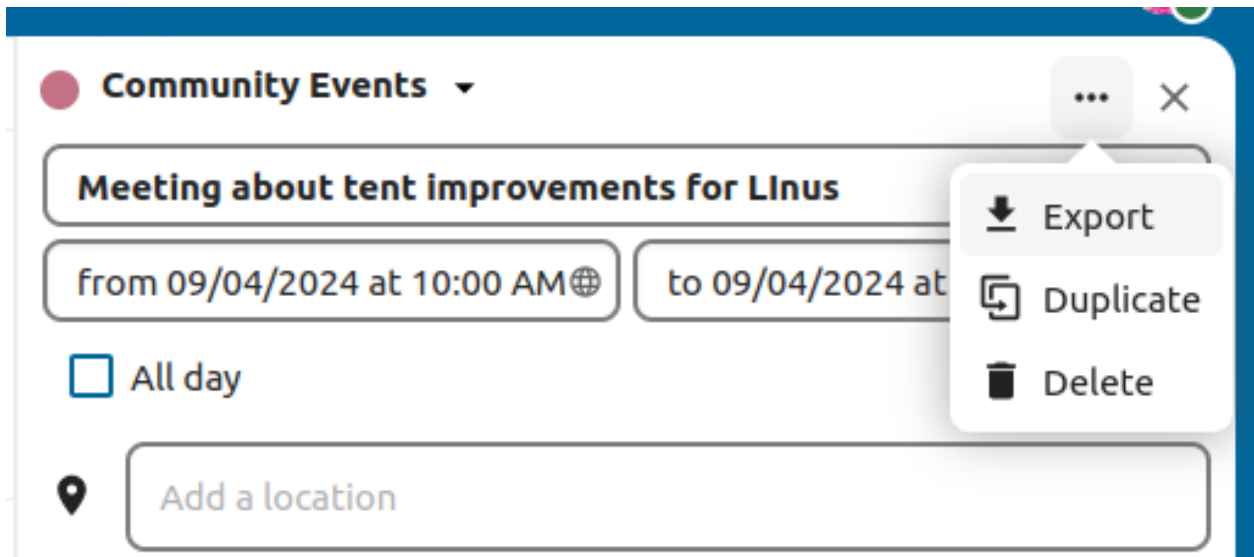 Community Events
Meeting about tent improvements for LInus
Export
from 09/04/2024 at 10:00 AM
to 09/04/2024 at
Duplicate
All day
Delete
Add a location